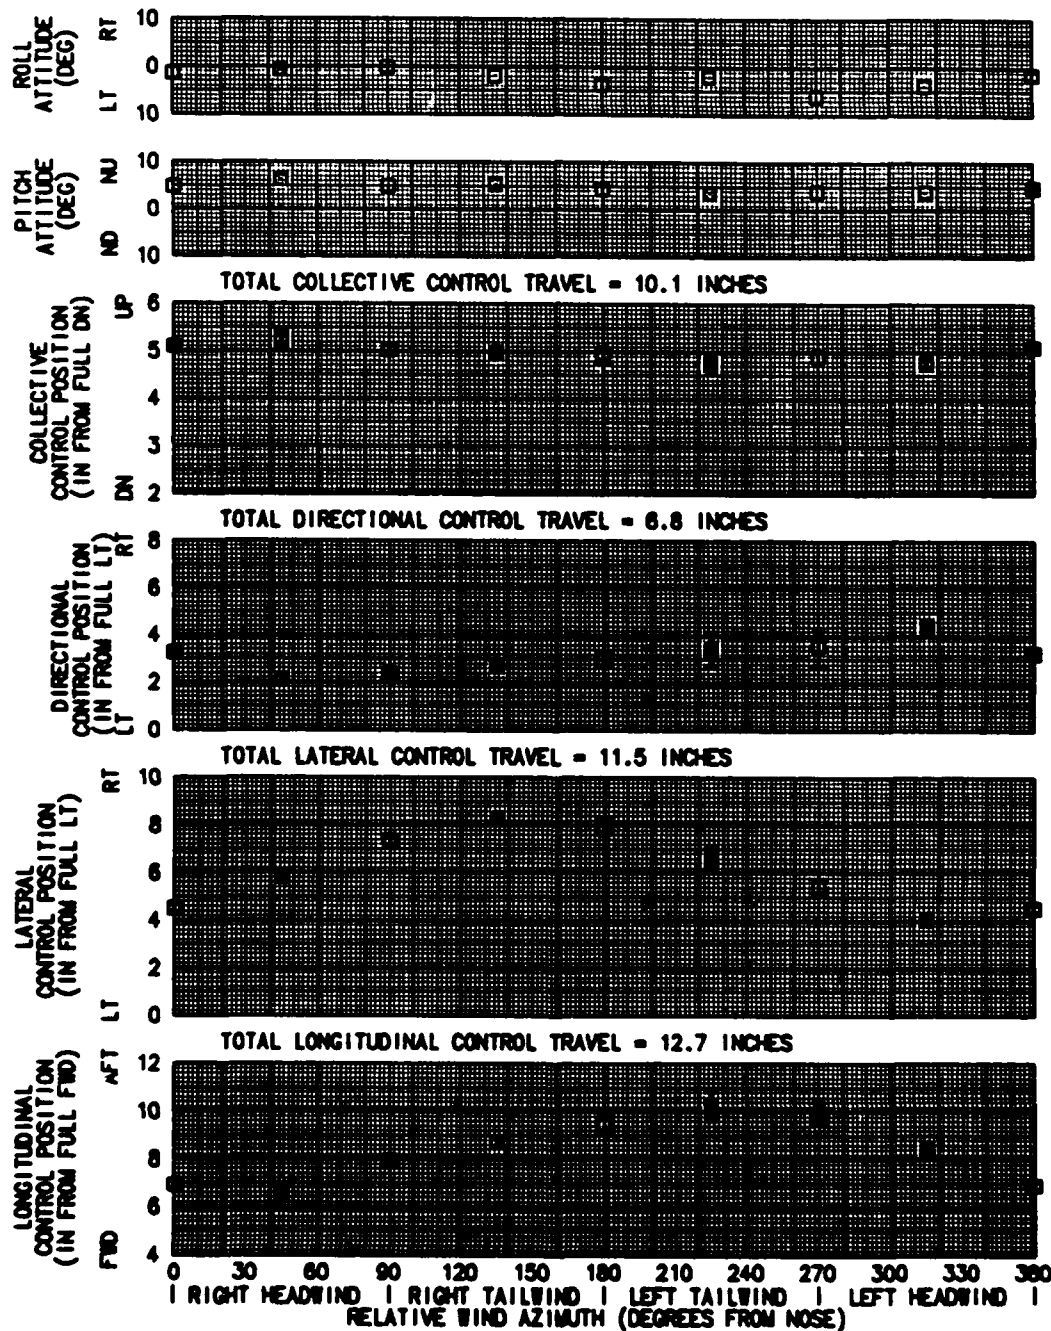 ROLL
ATTITUDE
(DEG)
LT RT
10
0
10
PITCH
ATTITUDE
(DEG)
ND NU
10
0
10
TOTAL COLLECTIVE CONTROL TRAVEL = 10.1 INCHES
COLLECTIVE
CONTROL POSITION
(IN FROM FULL DN)
DN UP
6
5
4
3
2
TOTAL DIRECTIONAL CONTROL TRAVEL = 6.8 INCHES
DIRECTIONAL
CONTROL POSITION
(IN FROM FULL LT)
LT RT
8
6
4
2
0
TOTAL LATERAL CONTROL TRAVEL = 11.5 INCHES
LATERAL
CONTROL POSITION
(IN FROM FULL LT)
LT RT
10
8
6
4
2
0
TOTAL LONGITUDINAL CONTROL TRAVEL = 12.7 INCHES
LONGITUDINAL
CONTROL POSITION
(IN FROM FULL FWD)
FWD AFT
12
10
8
6
4
0 30 60 90 120 150 180 210 240 270 300 330 360
| RIGHT HEADWIND | RIGHT TAILWIND | LEFT TAILWIND | LEFT HEADWIND |
RELATIVE WIND AZIMUTH (DEGREES FROM NOSE)